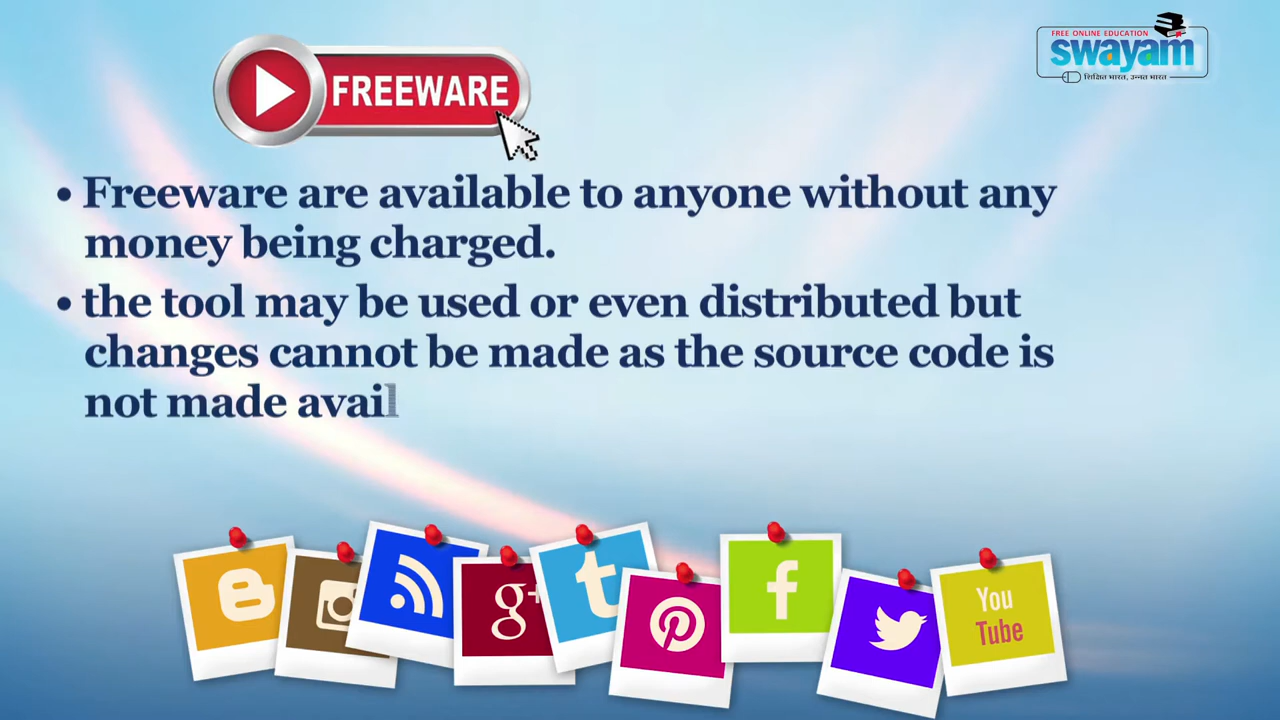 FREE ONLINE EDUCATION
swayam
शिक्षित भारत, उन्नत भारत
FREEWARE
• Freeware are available to anyone without any
money being charged.
• the tool may be used or even distributed but
changes cannot be made as the source code is
not made avail
g+
t
f
You
Tube